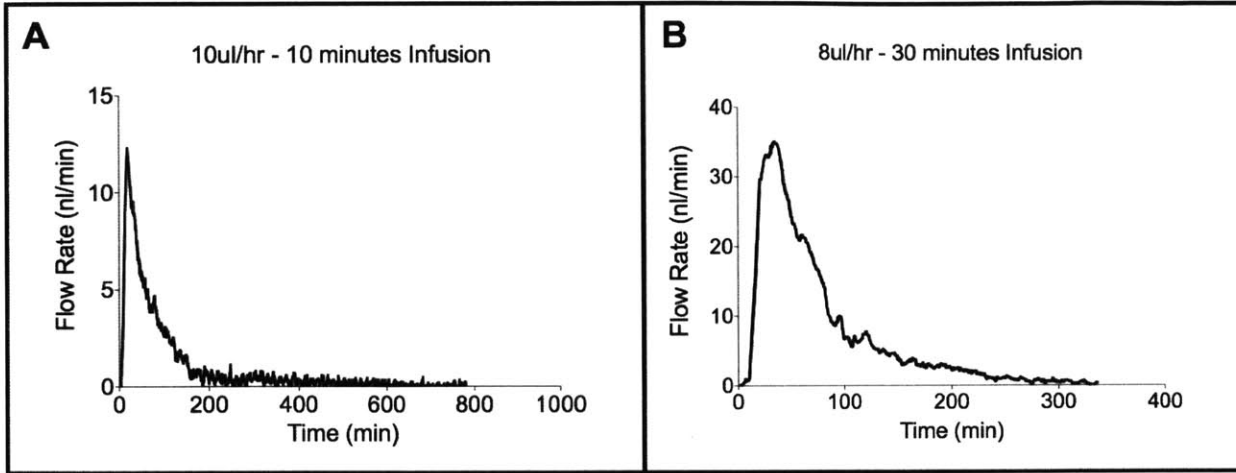 A
10ul/hr - 10 minutes Infusion
15
10
5
0
Flow Rate (nl/min)
0 200 400 600 800 1000
Time (min)
B
8ul/hr - 30 minutes Infusion
40
30
20
10
0
Flow Rate (nl/min)
0 100 200 300 400
Time (min)